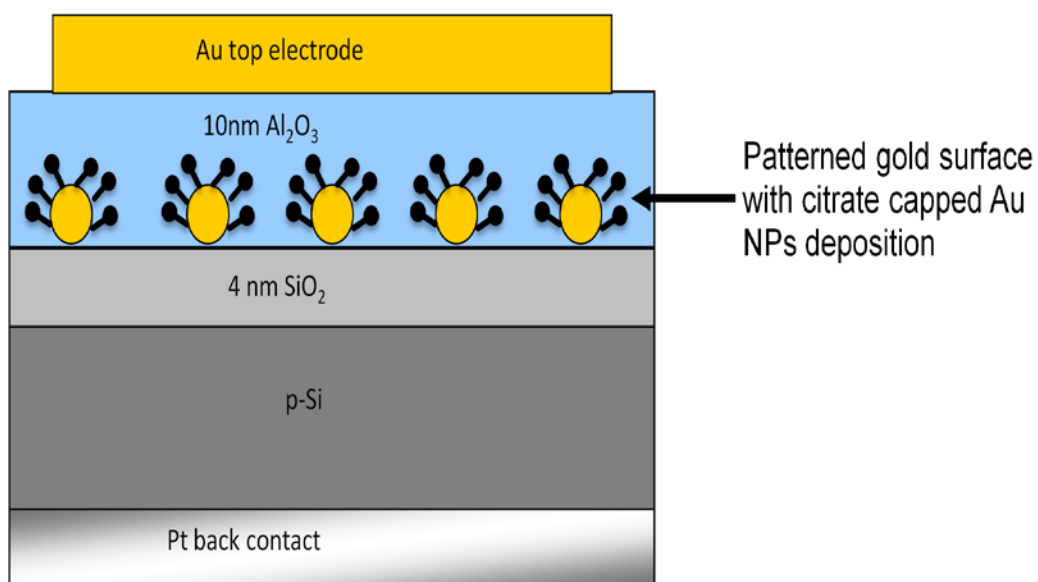 Au top electrode
10nm Al₂O₃
Patterned gold surface
with citrate capped Au
NPs deposition
4 nm SiO₂
p-Si
Pt back contact